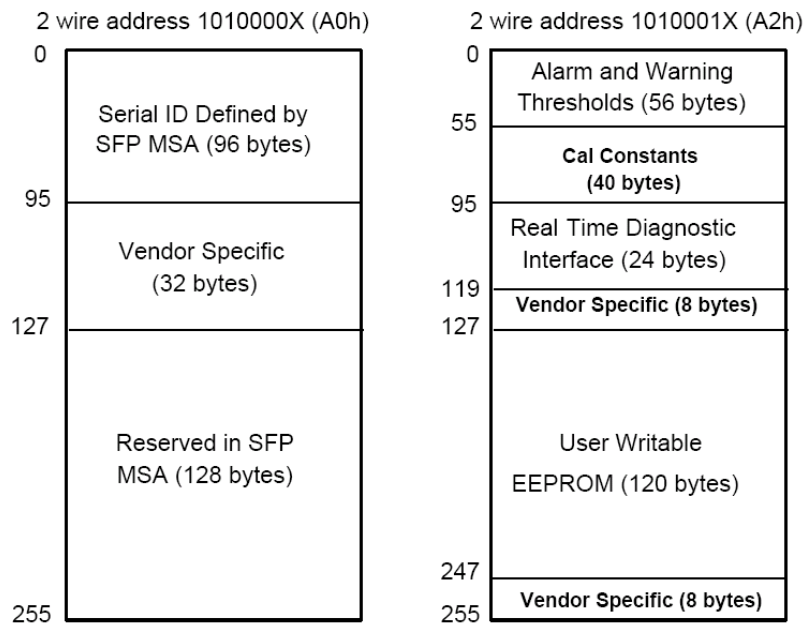 2 wire address 1010000X (A0h)
0
Serial ID Defined by
SFP MSA (96 bytes)
95
Vendor Specific
(32 bytes)
127
Reserved in SFP
MSA (128 bytes)
255
2 wire address 1010001X (A2h)
0
Alarm and Warning
Thresholds (56 bytes)
55
Cal Constants
(40 bytes)
95
Real Time Diagnostic
Interface (24 bytes)
119
Vendor Specific (8 bytes)
127
User Writable
EEPROM (120 bytes)
247
Vendor Specific (8 bytes)
255